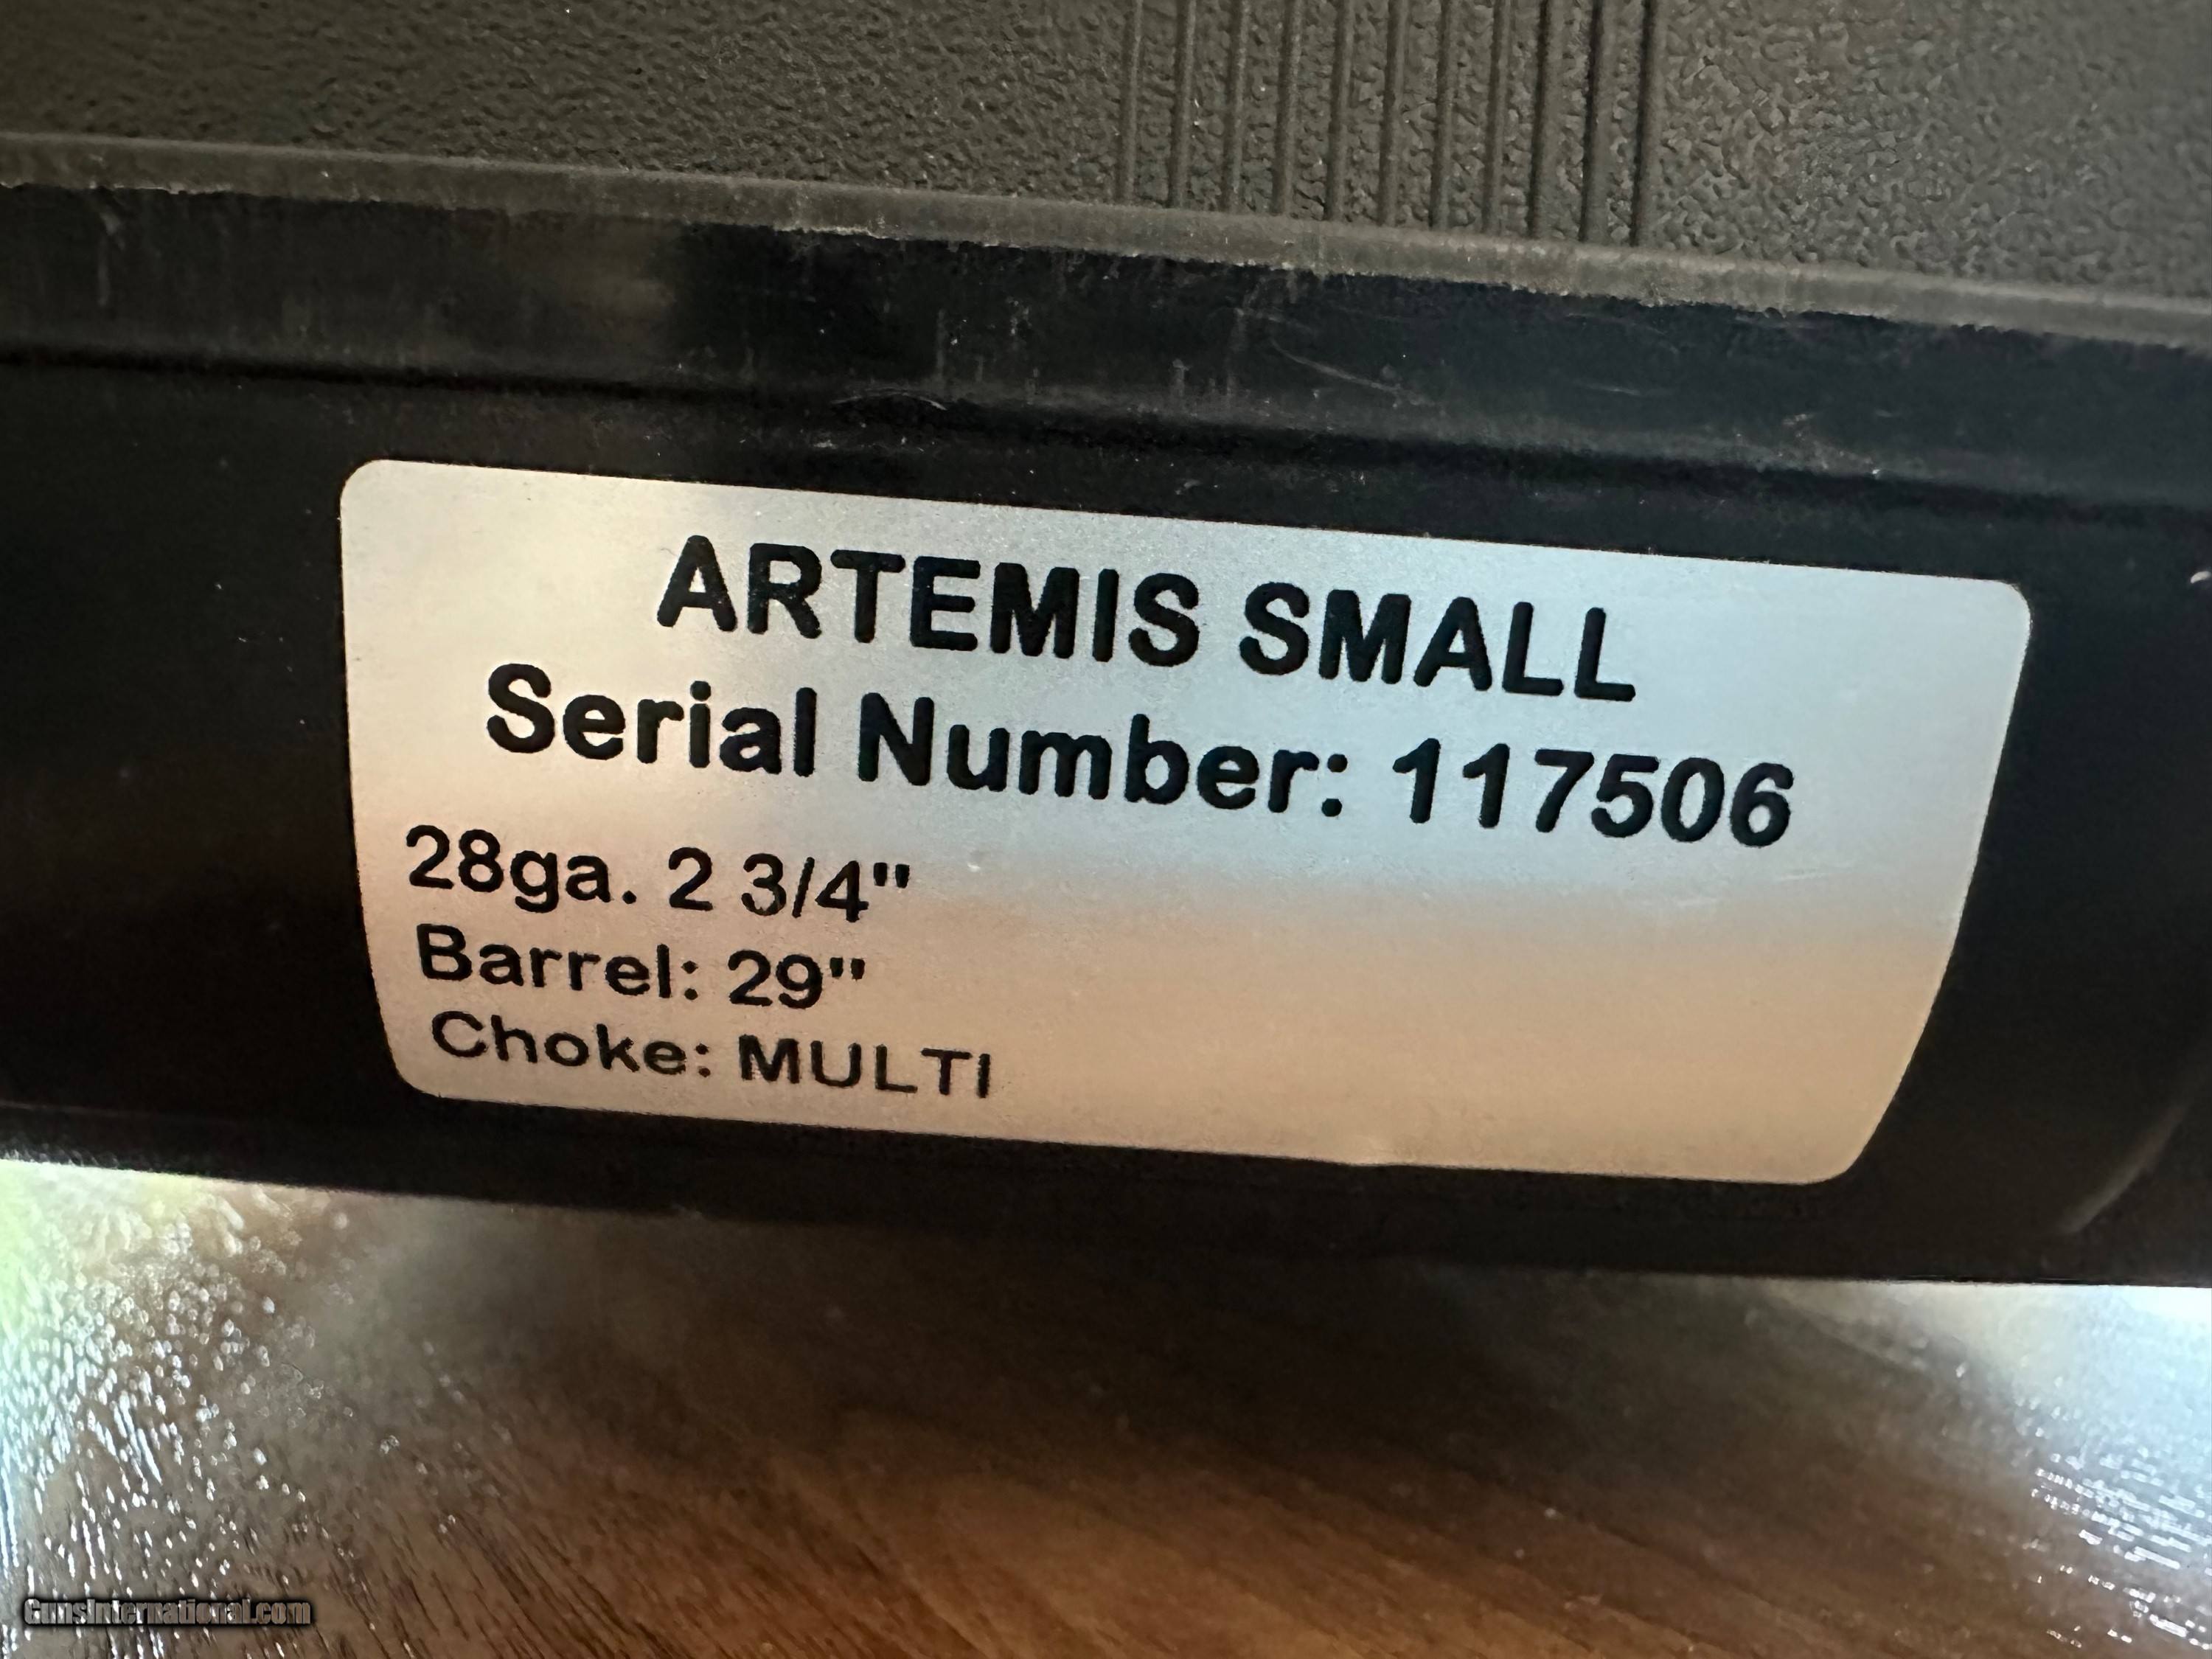 ARTEMIS SMALL
Serial Number: 117506
28ga. 2 3/4"
Barrel: 29"
Choke: MULTI
GunsInternational.com